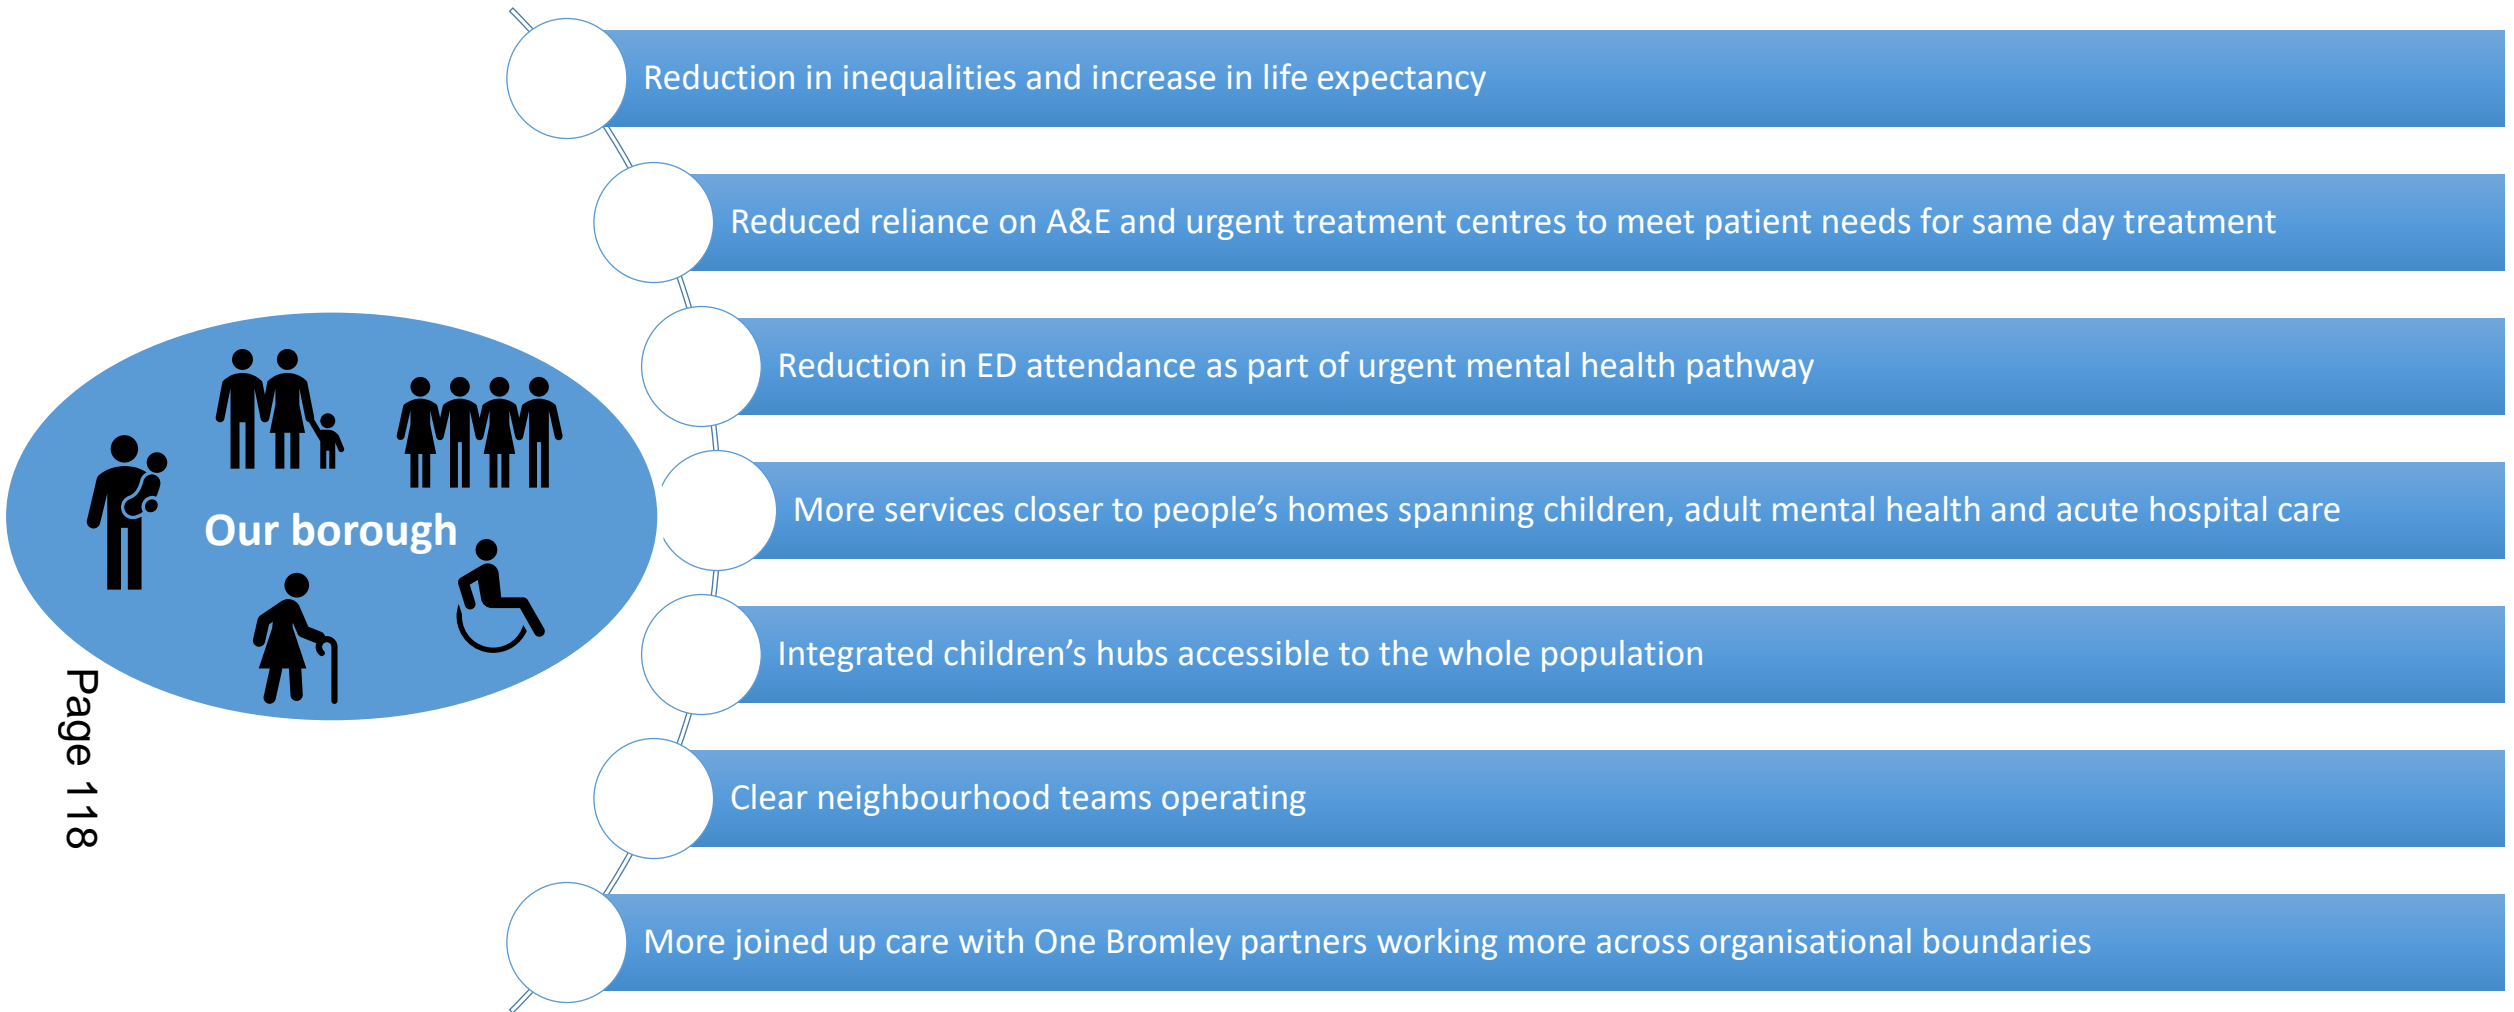 Reduction in inequalities and increase in life expectancy
Reduced reliance on A&E and urgent treatment centres to meet patient needs for same day treatment
Reduction in ED attendance as part of urgent mental health pathway
More services closer to people’s homes spanning children, adult mental health and acute hospital care
Our borough
Integrated children’s hubs accessible to the whole population
Clear neighbourhood teams operating
More joined up care with One Bromley partners working more across organisational boundaries
Page 118